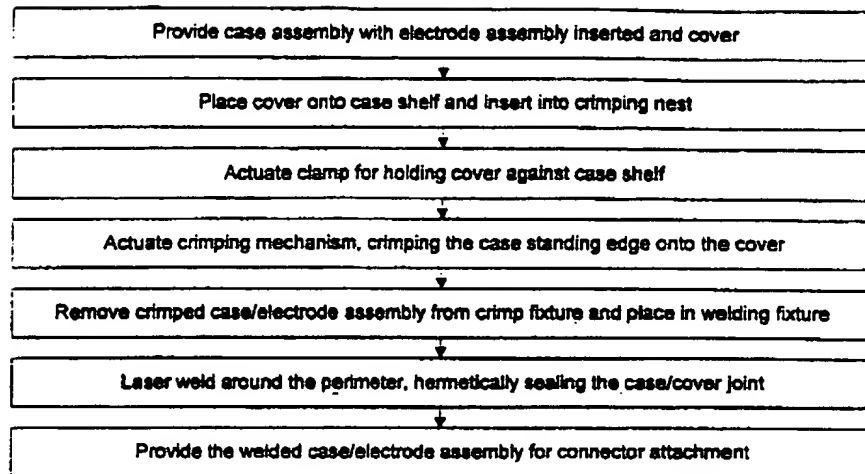 Provide case assembly with electrode assembly inserted and cover
Place cover onto case shelf and insert into crimping nest
Actuate clamp for holding cover against case shelf
Actuate crimping mechanism, crimping the case standing edge onto the cover
Remove crimped case/electrode assembly from crimp fixture and place in welding fixture
Laser weld around the perimeter, hermetically sealing the case/cover joint
Provide the welded case/electrode assembly for connector attachment